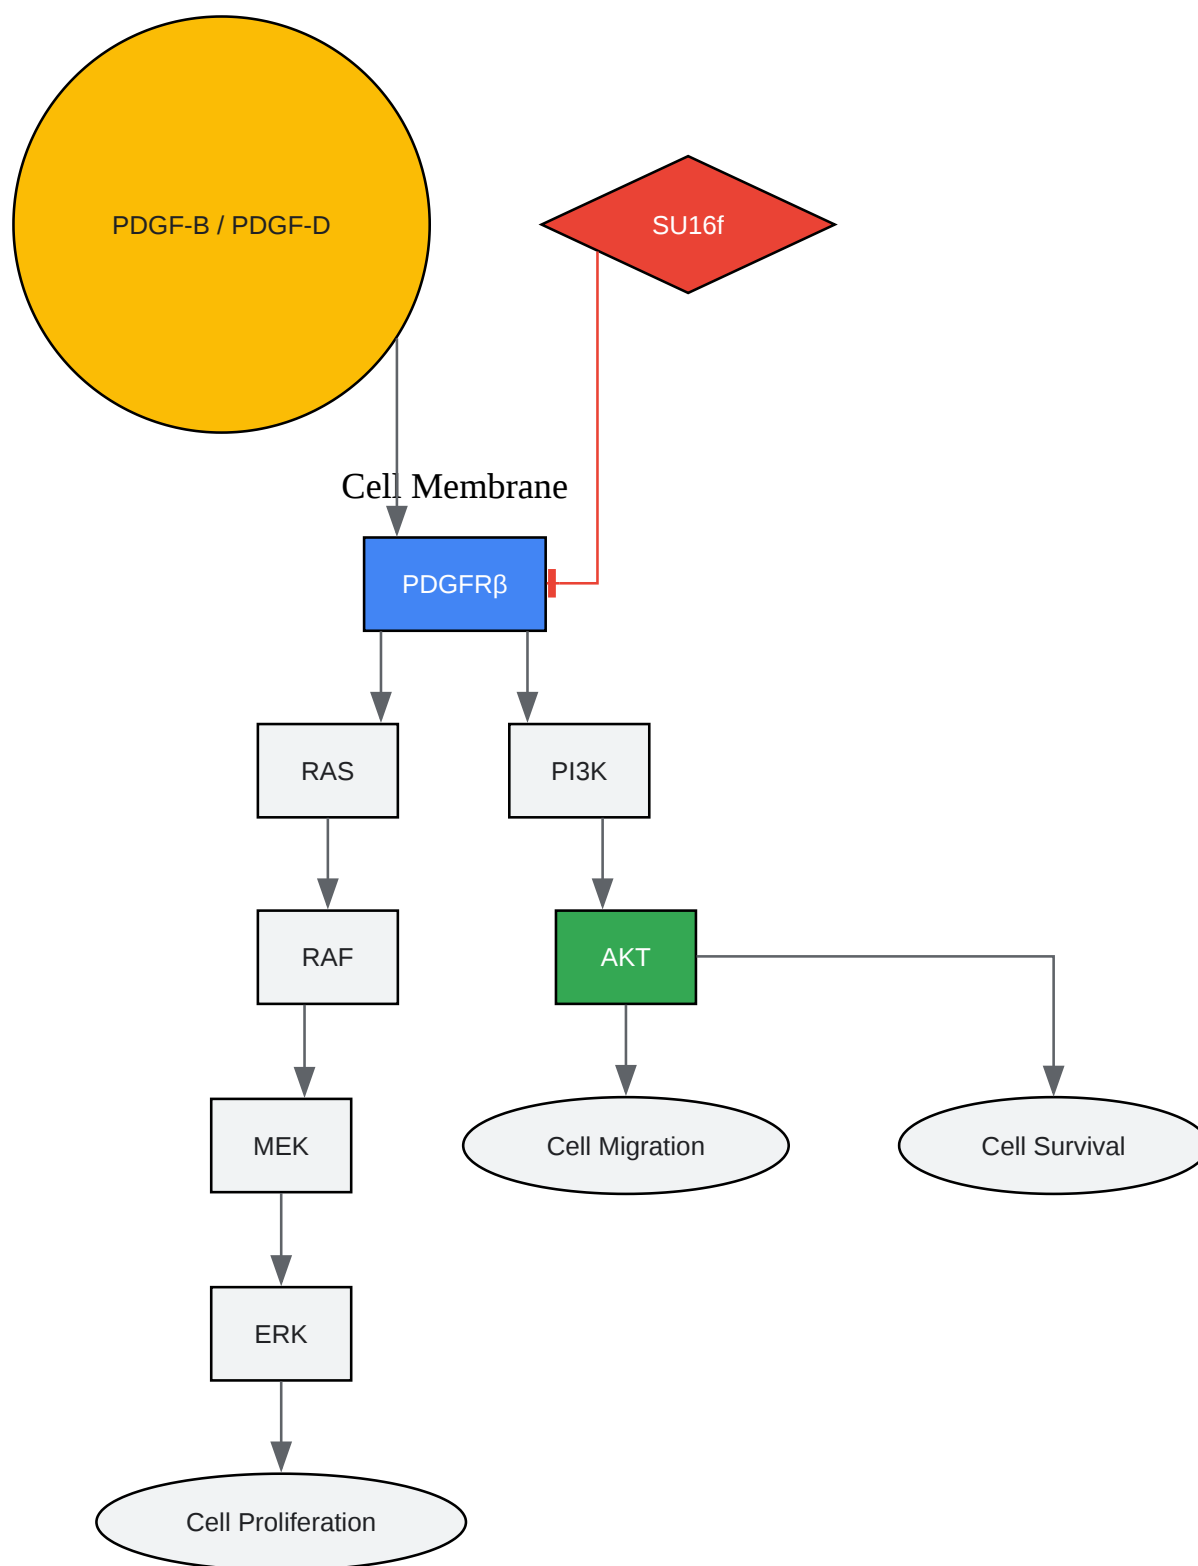 PDGF-B / PDGF-D
SU16f
Cell Membrane
PDGFRβ
RAS
PI3K
RAF
AKT
MEK
Cell Migration
Cell Survival
ERK
Cell Proliferation